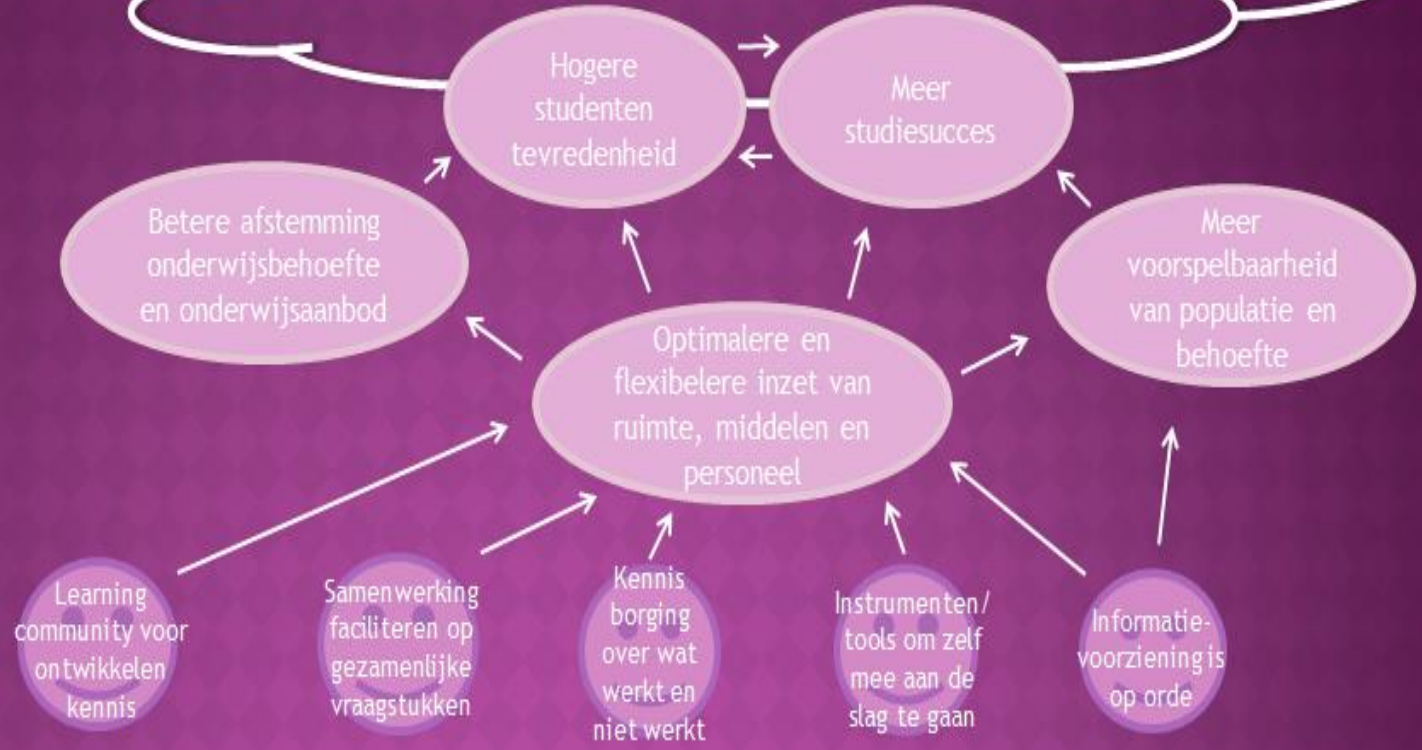 Hogere
studenten
tevredenheid
Meer
studiesucces
Betere afstemming
onderwijsbehoefte
en onderwijsaanbod
Meer
voorspelbaarheid
van populatie en
behoefte
Optimalere en
flexibelere inzet van
ruimte, middelen en
personeel
Learning
community voor
ontwikkelen
kennis
Samenwerking
faciliteren op
gezamenlijke
vraagstukken
Kennis
borging
over wat
werkt en
niet werkt
Instrumenten/
tools om zelf
mee aan de
slag te gaan
Informatie-
voorziening is
op orde